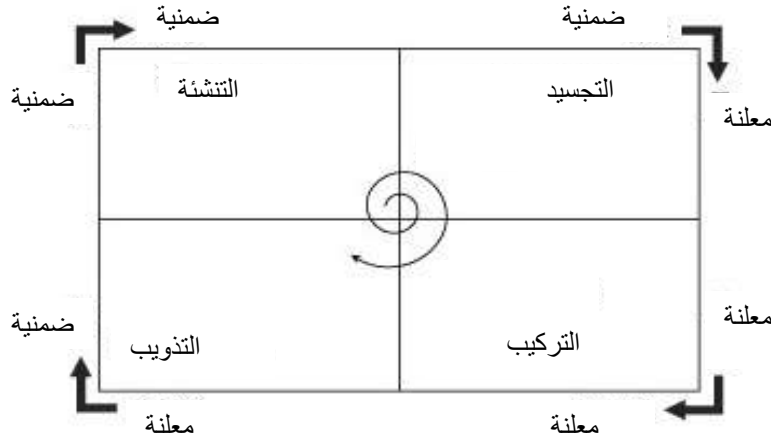 ضمنية
ضمنية
التجسيد
التنشئة
ضمنية
معلنة
ضمنية
معلنة
التركيب
التذويب
معلنة
معلنة